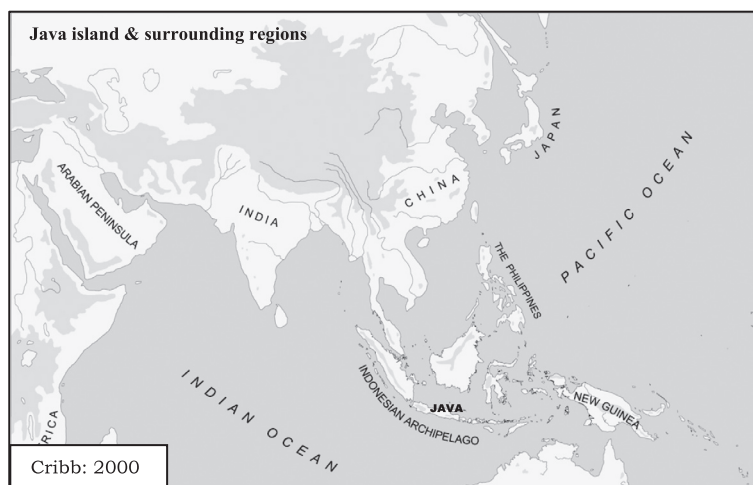 Java island & surrounding regions
JAPAN
ARABIAN PENINSULA
CHINA
INDIA
PACIFIC OCEAN
THE PHILIPPINES
INDONESIAN ARCHIPELAGO
JAVA
NEW GUINEA
INDIAN OCEAN
RICA
Cribb: 2000